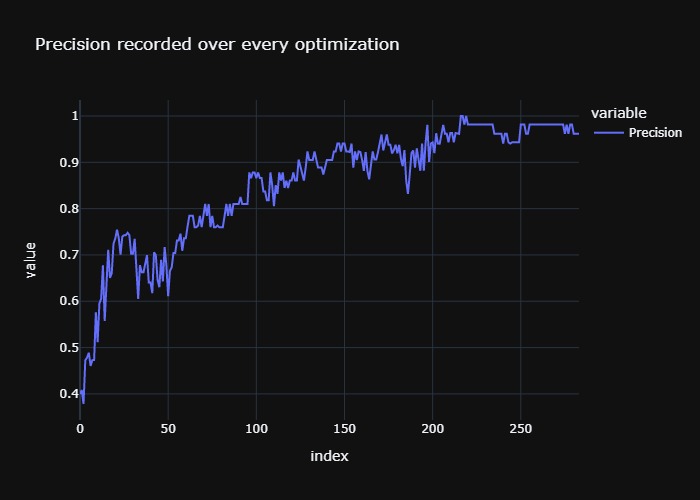 Precision recorded over every optimization
variable
Precision
value
1
0.9
0.8
0.7
0.6
0.5
0.4
0
50
100
150
200
250
index